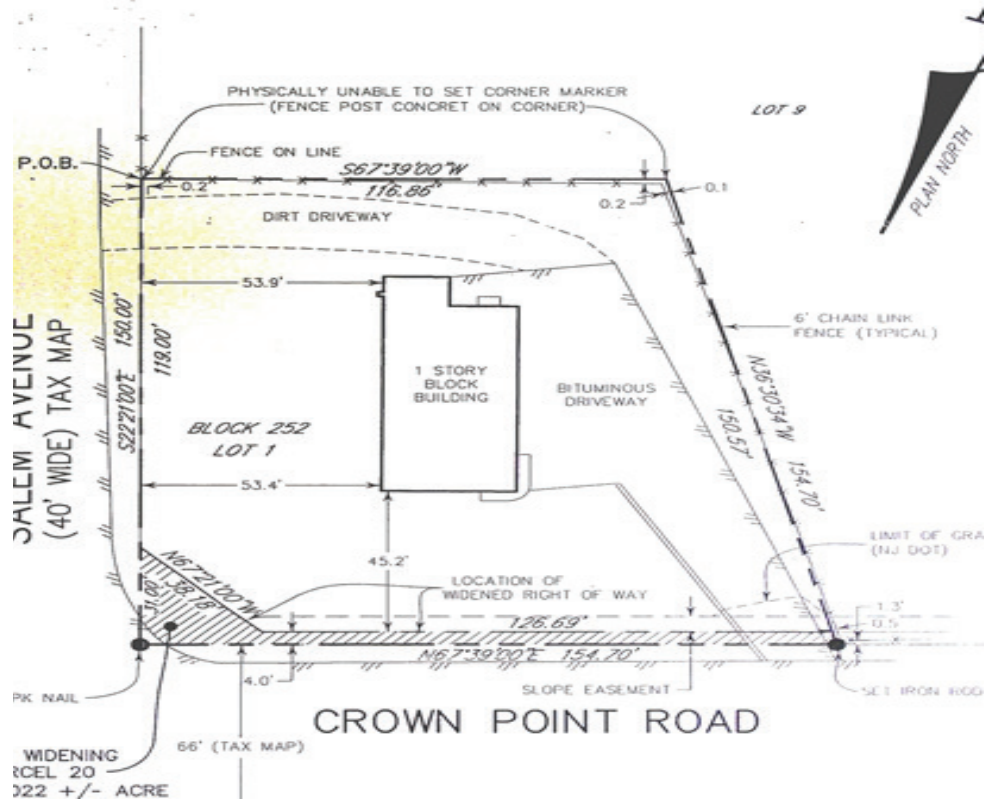 PHYSICALLY UNABLE TO SET CORNER MARKER
(FENCE POST CONCRET ON CORNER)
LOT 9
PLAN NORTH
P.O.B.
FENCE ON LINE
S67°39'00"W
116.86'
0.2'
0.2
0.1
DIRT DRIVEWAY
53.9'
6' CHAIN LINK
FENCE (TYPICAL)
SALEM AVENUE
(40' WIDE) TAX MAP
S22°21'00"E 150.00'
119.00'
1 STORY
BLOCK
BUILDING
BITUMINOUS
DRIVEWAY
N36°30'34"W 154.70'
150.57'
BLOCK 252
LOT 1
53.4'
45.2'
N67°21'00"W
38.18'
31.00'
LOCATION OF
WIDENED RIGHT OF WAY
LIMIT OF GRA
(NJ DOT)
126.69'
1.3'
0.5'
N67°39'00"E 154.70'
4.0'
SLOPE EASEMENT
PK NAIL
SET IRON ROD
CROWN POINT ROAD
66' (TAX MAP)
WIDENING
RCEL 20
022 +/- ACRE